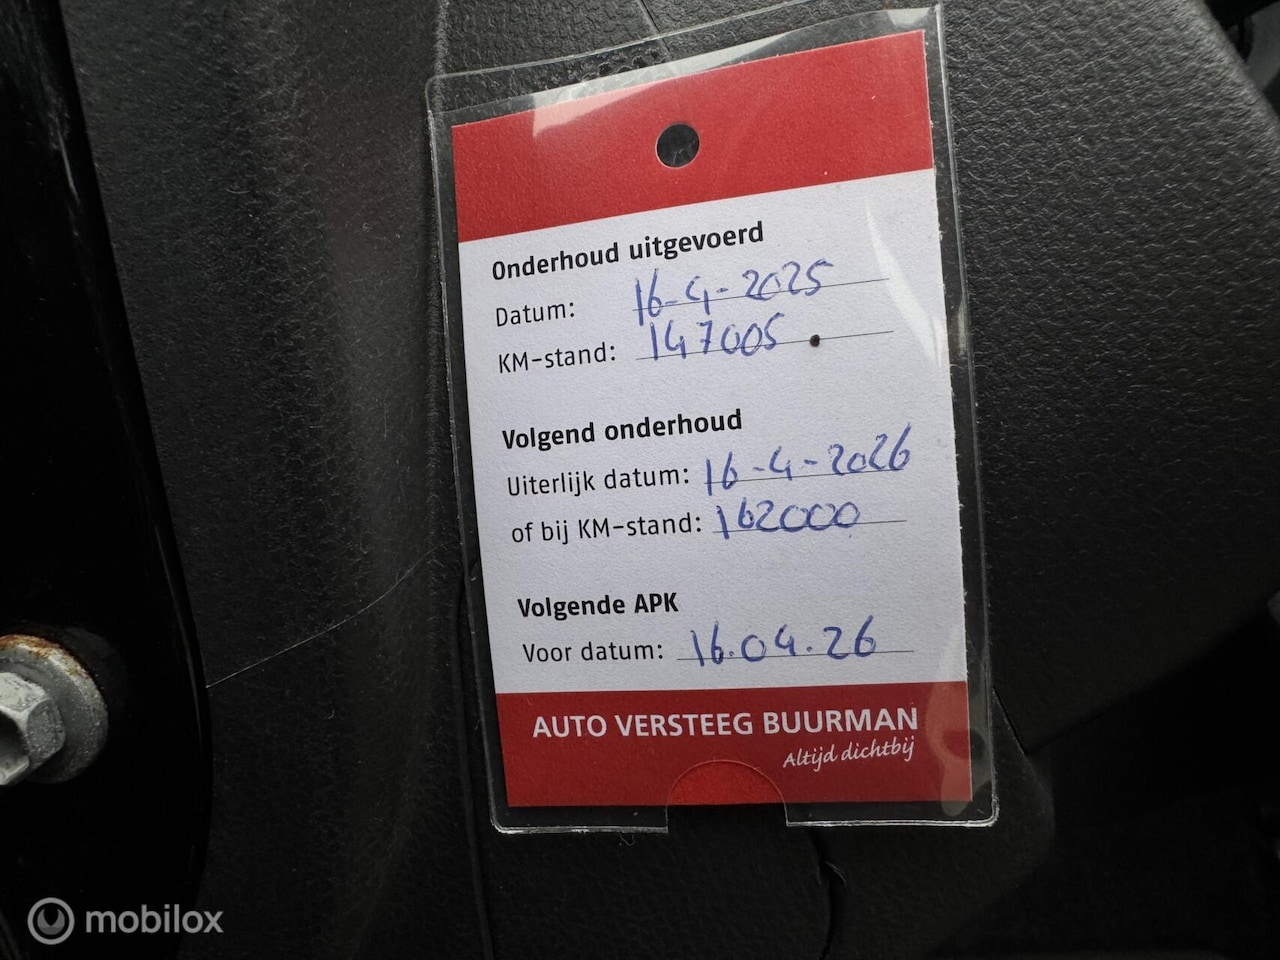 Onderhoud uitgevoerd
Datum: 16-4-2025
KM-stand: 147005
Volgend onderhoud
Uiterlijk datum: 16-4-2026
of bij KM-stand: 162000
Volgende APK
Voor datum: 16.04.26
AUTO VERSTEEG BUURMAN
Altijd dichtbij
mobilox